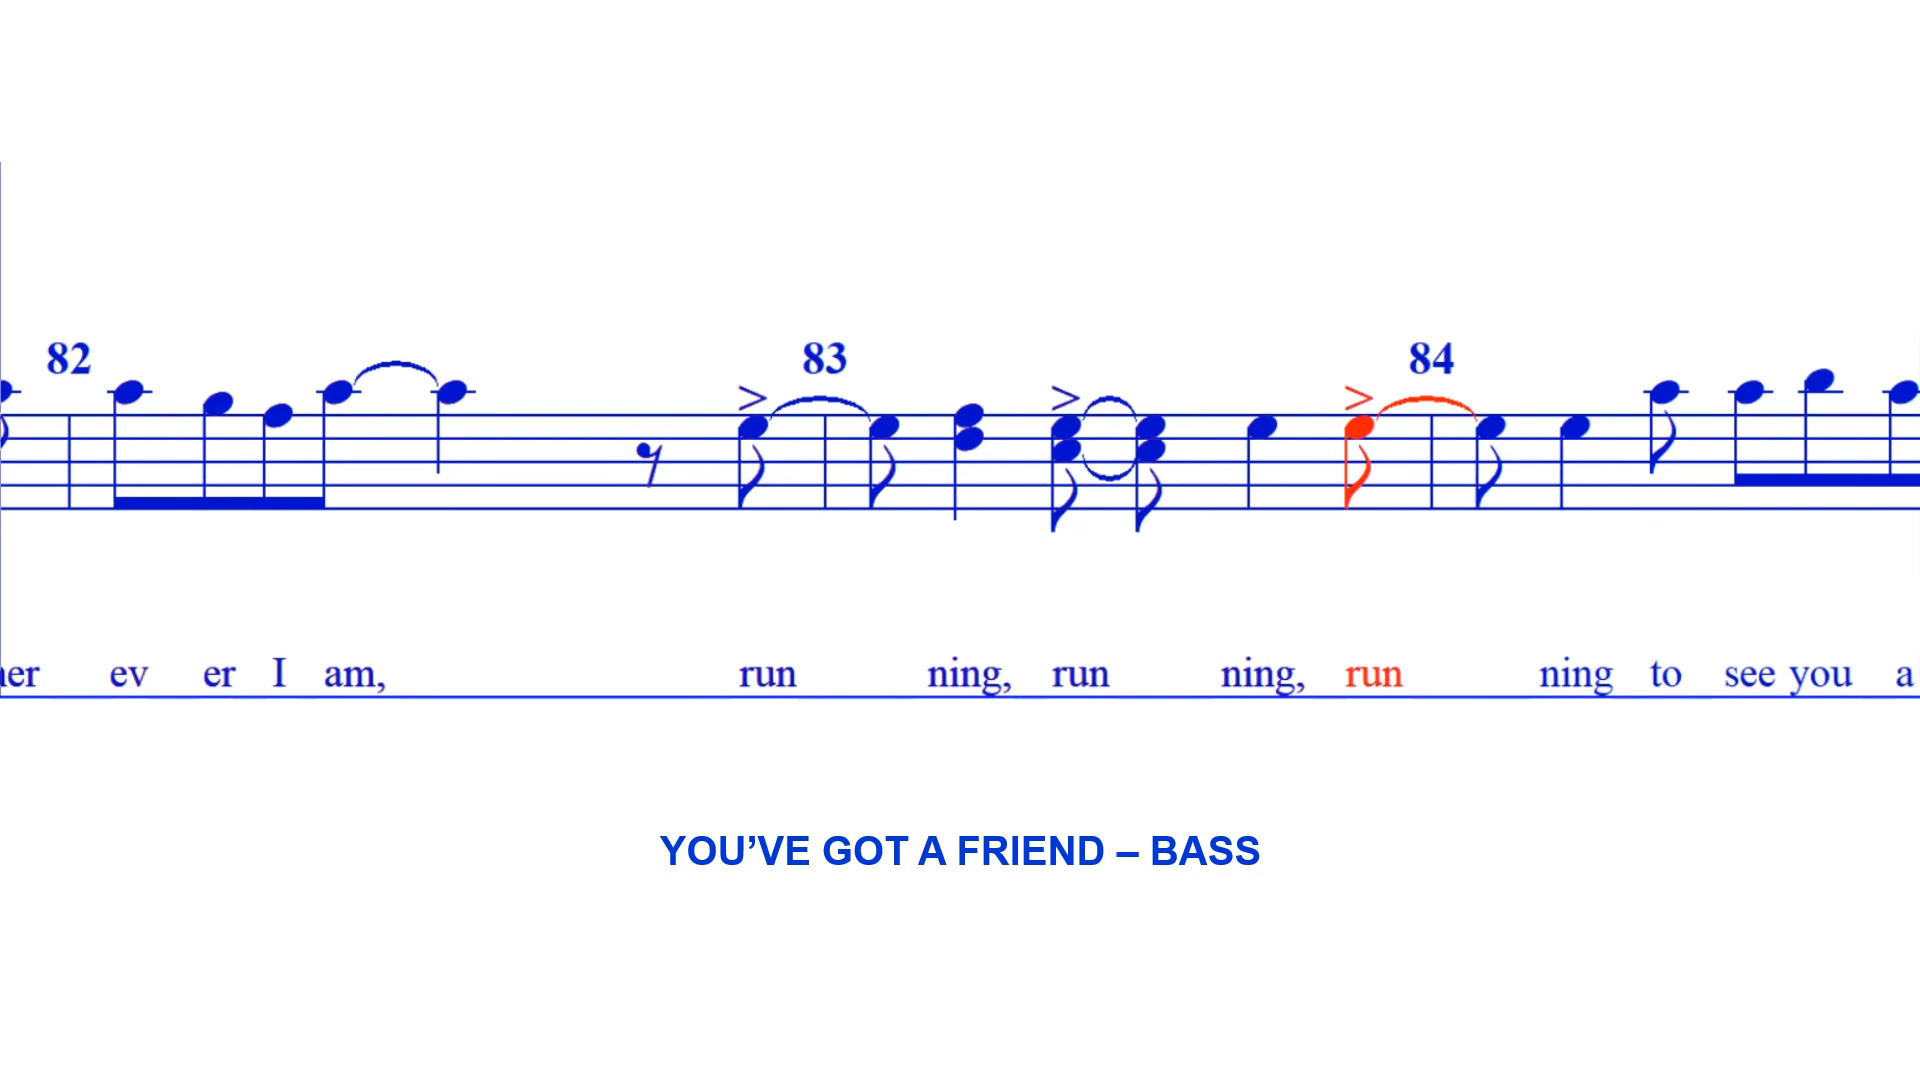 82 83 84
er ev er I am, run ning, run ning, run ning to see you a
YOU’VE GOT A FRIEND – BASS